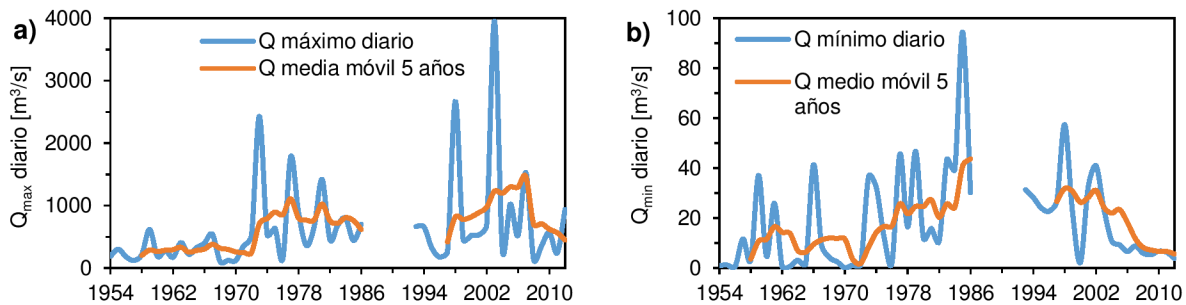 a)
Q máximo diario
Q media móvil 5 años
Qmax diario [m³/s]
4000
3000
2000
1000
0
1954 1962 1970 1978 1986 1994 2002 2010
b)
Q mínimo diario
Q medio móvil 5
años
Qmin diario [m³/s]
100
80
60
40
20
0
1954 1962 1970 1978 1986 1994 2002 2010